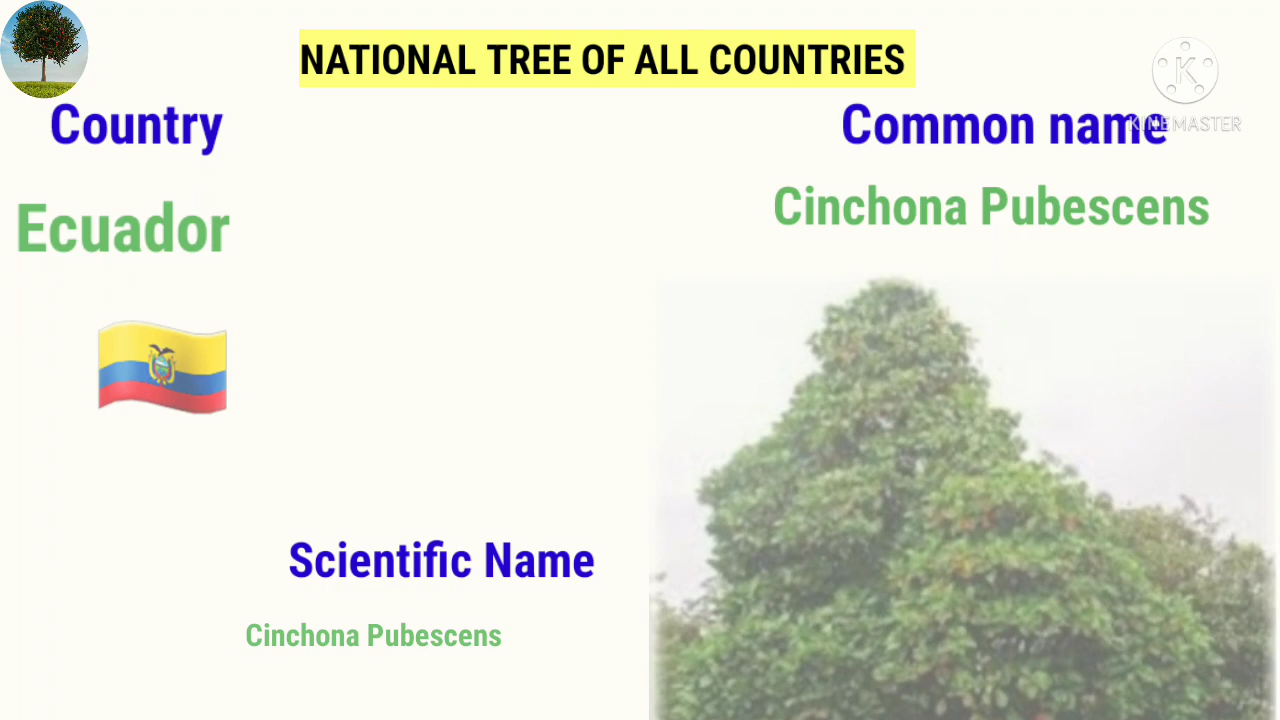 NATIONAL TREE OF ALL COUNTRIES
Country
Common name
KINEMASTER
Ecuador
Cinchona Pubescens
Scientific Name
Cinchona Pubescens